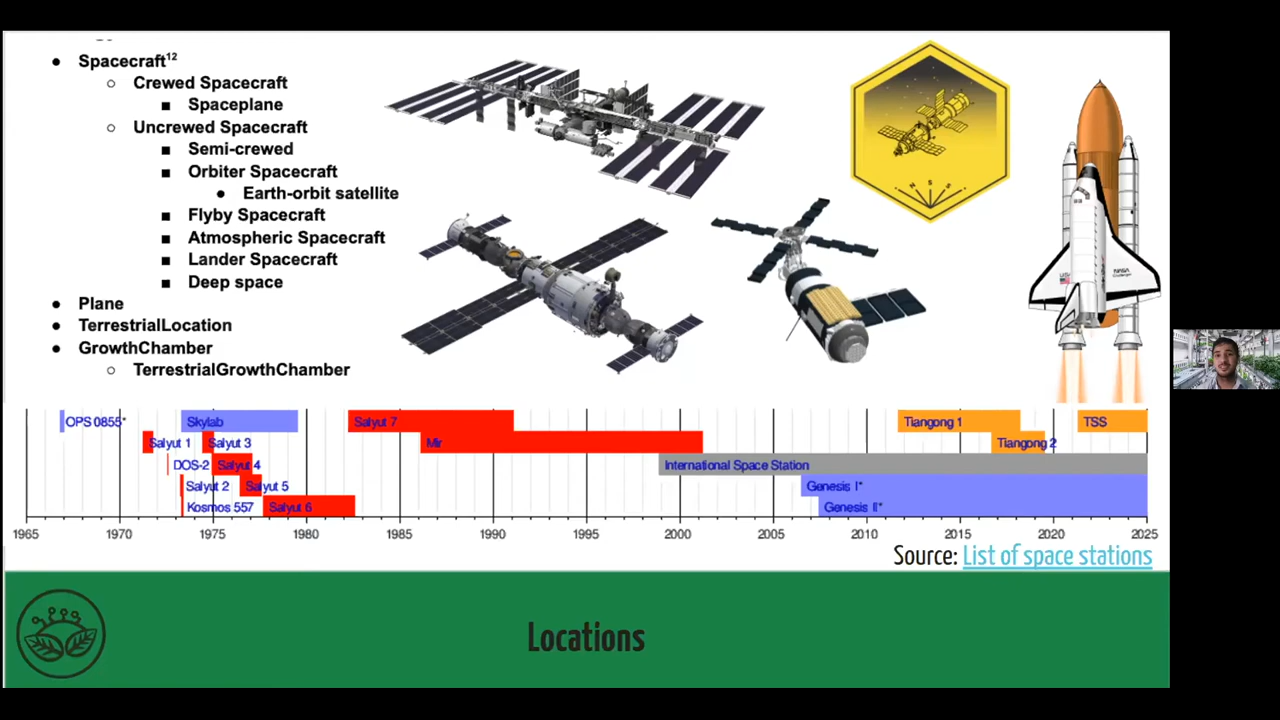 Spacecraft12
Crewed Spacecraft
Spaceplane
Uncrewed Spacecraft
Semi-crewed
Orbiter Spacecraft
Earth-orbit satellite
Flyby Spacecraft
Atmospheric Spacecraft
Lander Spacecraft
Deep space
Plane
TerrestrialLocation
GrowthChamber
TerrestrialGrowthChamber
NSS
USA
NASA
OPS 0855* Skylab Salyut 7 Tiangong 1 TSS
Salyut 1 Salyut 3 Mir Tiangong 2
DOS-2 Salyut 4 International Space Station
Salyut 2 Salyut 5 Genesis I*
Kosmos 557 Salyut 6 Genesis II*
1965 1970 1975 1980 1985 1990 1995 2000 2005 2010 2015 2020 2025
Source: List of space stations
Locations